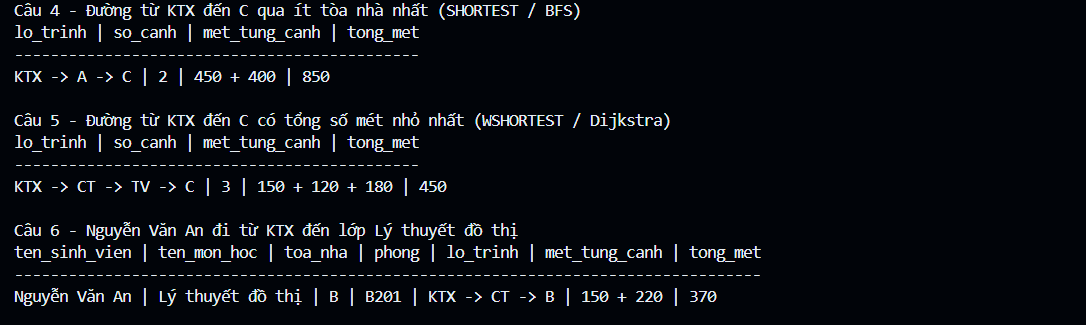 Câu 4 - Đường từ KTX đến C qua ít tòa nhà nhất (SHORTEST / BFS)
lo_trinh | so_canh | met_tung_canh | tong_met
--------------------------------------------
KTX -> A -> C | 2 | 450 + 400 | 850
Câu 5 - Đường từ KTX đến C có tổng số mét nhỏ nhất (WSHORTEST / Dijkstra)
lo_trinh | so_canh | met_tung_canh | tong_met
--------------------------------------------
KTX -> CT -> TV -> C | 3 | 150 + 120 + 180 | 450
Câu 6 - Nguyễn Văn An đi từ KTX đến lớp Lý thuyết đồ thị
ten_sinh_vien | ten_mon_hoc | toa_nha | phong | lo_trinh | met_tung_canh | tong_met
---------------------------------------------------------------------------------
Nguyễn Văn An | Lý thuyết đồ thị | B | B201 | KTX -> CT -> B | 150 + 220 | 370